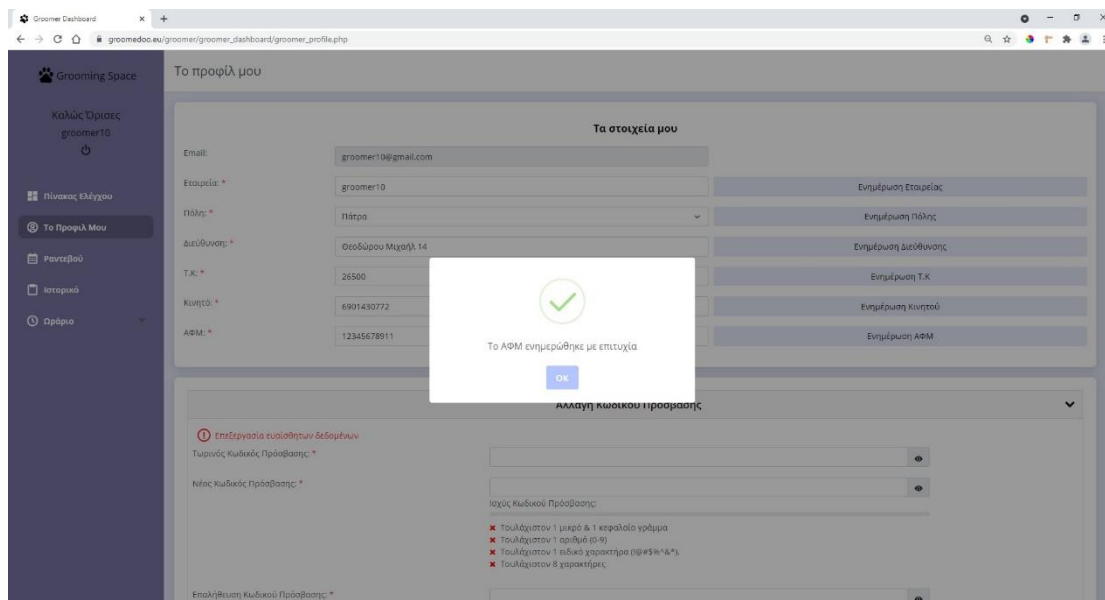 Groomer Dashboard
groomedoc.eu/groomer/groomer_dashboard/groomer_profile.php
Grooming Space
Καλώς Όρισες
groomer10
Πίνακας Ελέγχου
Το Προφίλ Μου
Ραντεβού
Ιστορικό
Ωράριο
Το προφίλ μου
Τα στοιχεία μου
Email: groomer10@gmail.com
Εταιρεία: * groomer10 Ενημέρωση Εταιρείας
Πόλη: * Πάτρα Ενημέρωση Πόλης
Διεύθυνση: * Θεοδώρου Μιχαήλ 14 Ενημέρωση Διεύθυνσης
Τ.Κ: * 26500 Ενημέρωση Τ.Κ
Κινητό: * 6901430772 Ενημέρωση Κινητού
ΑΦΜ: * 12345678911 Ενημέρωση ΑΦΜ
Το ΑΦΜ ενημερώθηκε με επιτυχία
OK
Αλλαγή Κωδικού Πρόσβασης
Επεξεργασία ευαίσθητων δεδομένων
Τωρινός Κωδικός Πρόσβασης: *
Νέος Κωδικός Πρόσβασης: *
Ισχύς Κωδικού Πρόσβασης:
Τουλάχιστον 1 μικρό & 1 κεφαλαίο γράμμα
Τουλάχιστον 1 αριθμό (0-9)
Τουλάχιστον 1 ειδικό χαρακτήρα (!@#$%^&*).
Τουλάχιστον 8 χαρακτήρες
Επαλήθευση Κωδικού Πρόσβασης: *